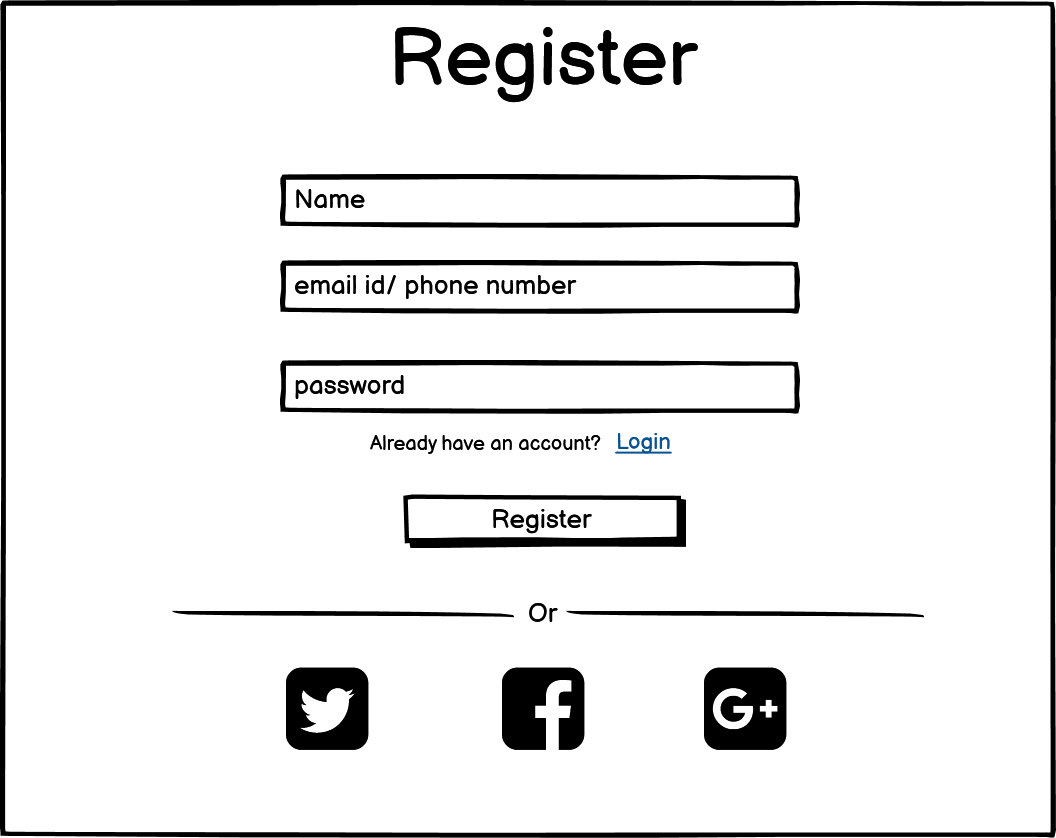 Register
Name
email id/ phone number
password
Already have an account? Login
Register
Or
G+